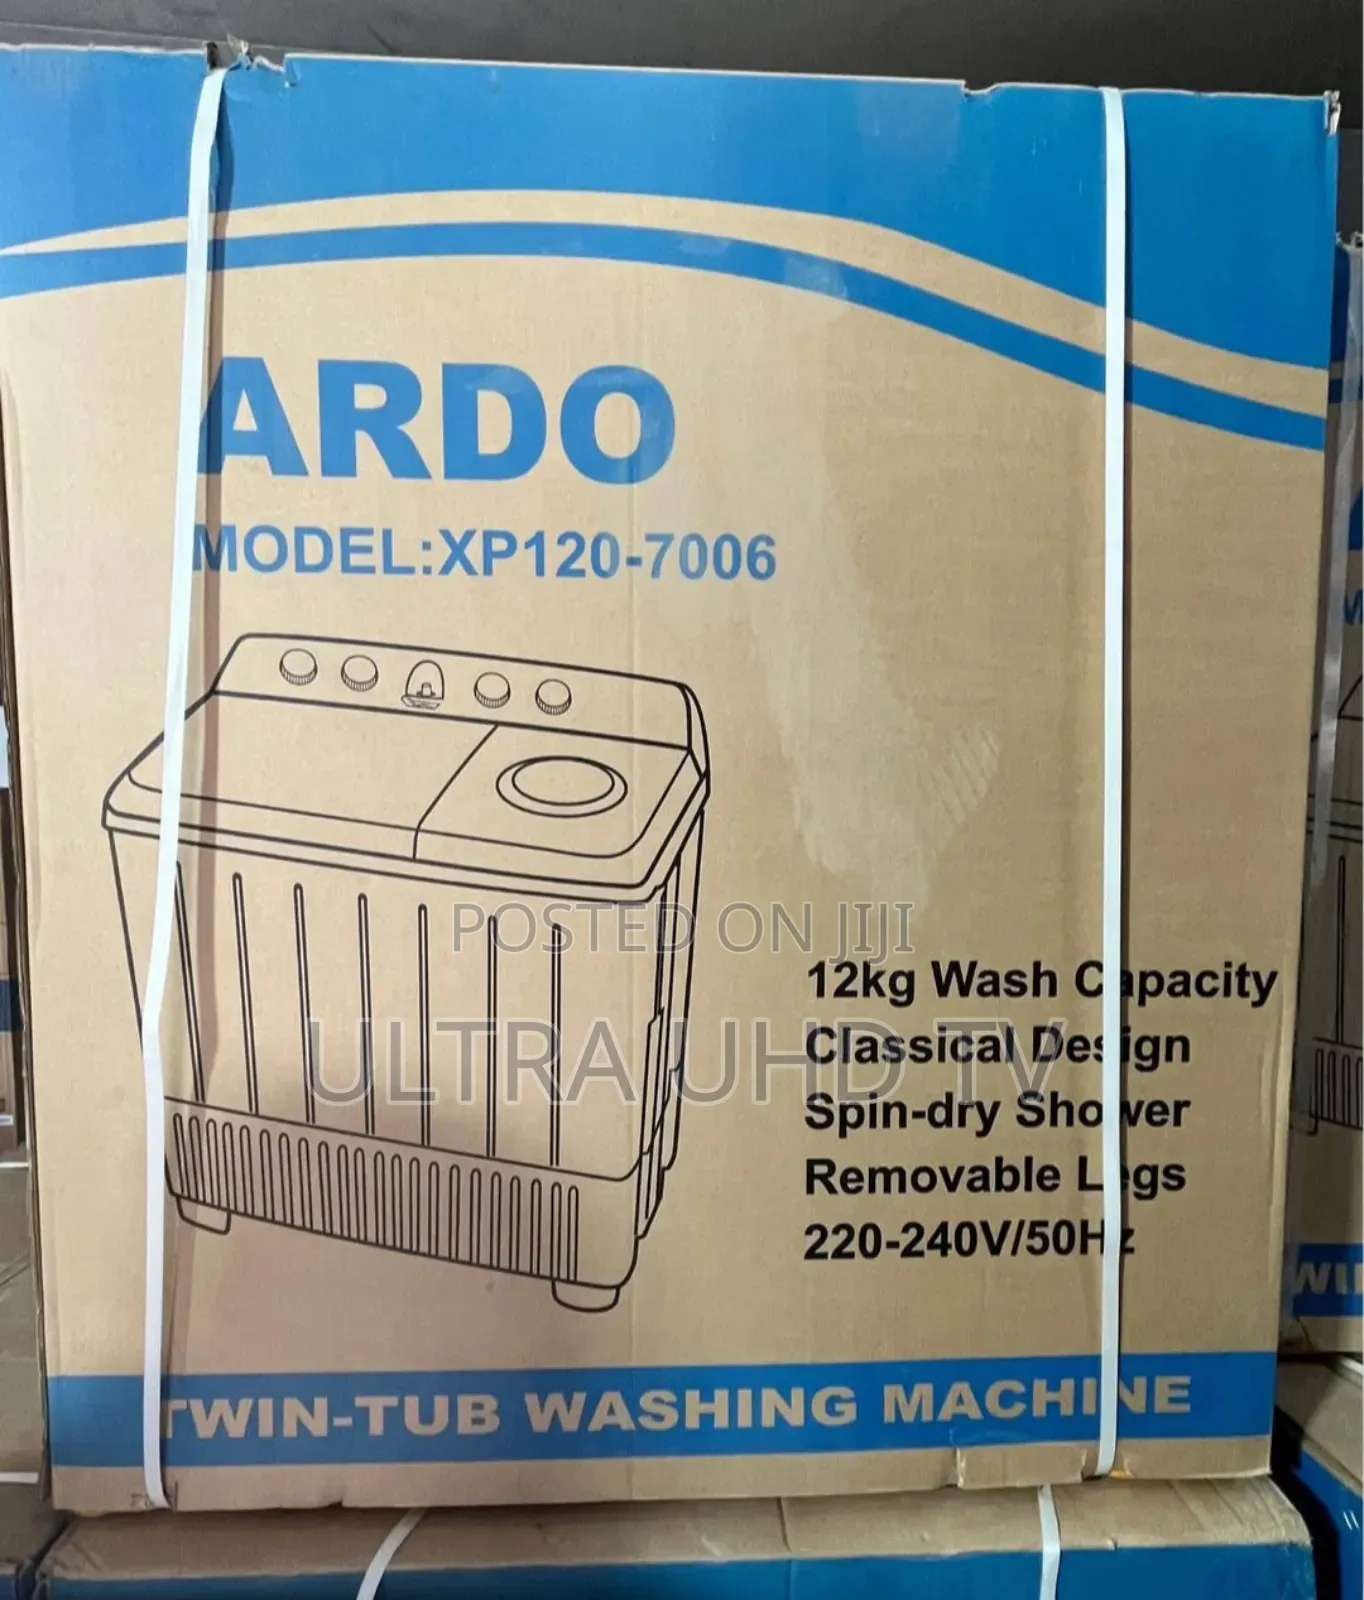 ARDO
MODEL:XP120-7006
POSTED ON JIJI
ULTRA UHD TV
12kg Wash Capacity
Classical Design
Spin-dry Shower
Removable Legs
220-240V/50Hz
TWIN-TUB WASHING MACHINE